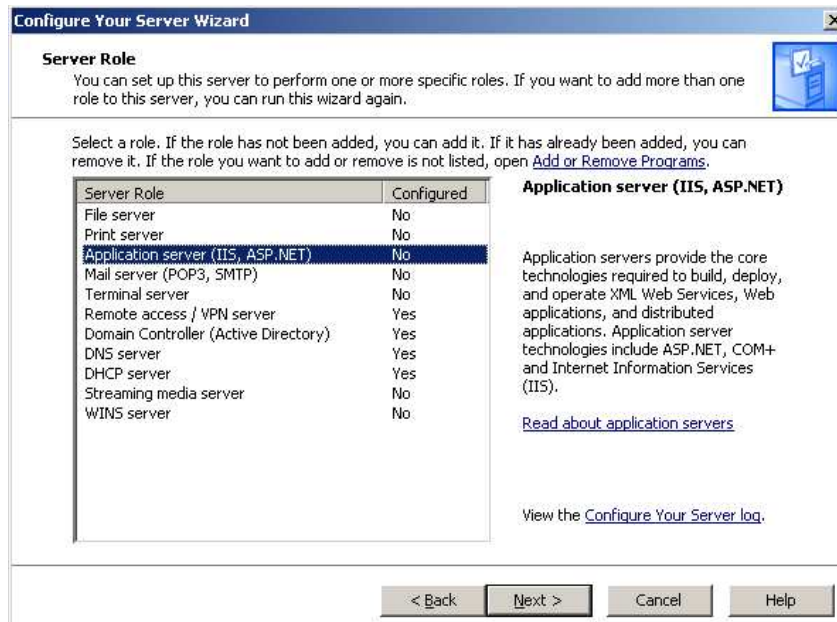 Configure Your Server Wizard
Server Role
You can set up this server to perform one or more specific roles. If you want to add more than one
role to this server, you can run this wizard again.
Select a role. If the role has not been added, you can add it. If it has already been added, you can
remove it. If the role you want to add or remove is not listed, open Add or Remove Programs.
Server Role Configured
File server No
Print server No
Application server (IIS, ASP.NET) No
Mail server (POP3, SMTP) No
Terminal server No
Remote access / VPN server Yes
Domain Controller (Active Directory) Yes
DNS server Yes
DHCP server Yes
Streaming media server No
WINS server No
Application server (IIS, ASP.NET)
Application servers provide the core
technologies required to build, deploy,
and operate XML Web Services, Web
applications, and distributed
applications. Application server
technologies include ASP.NET, COM+
and Internet Information Services
(IIS).
Read about application servers
View the Configure Your Server log.
< Back Next > Cancel Help